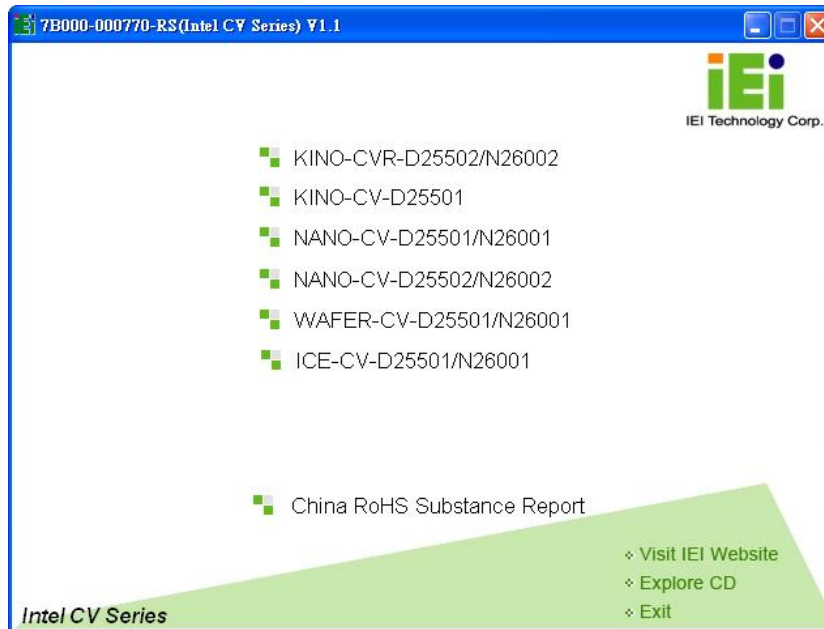 7B000-000770-RS(Intel CV Series) V1.1
iEi
IEI Technology Corp.
KINO-CVR-D25502/N26002
KINO-CV-D25501
NANO-CV-D25501/N26001
NANO-CV-D25502/N26002
WAFER-CV-D25501/N26001
ICE-CV-D25501/N26001
China RoHS Substance Report
Visit IEI Website
Explore CD
Exit
Intel CV Series